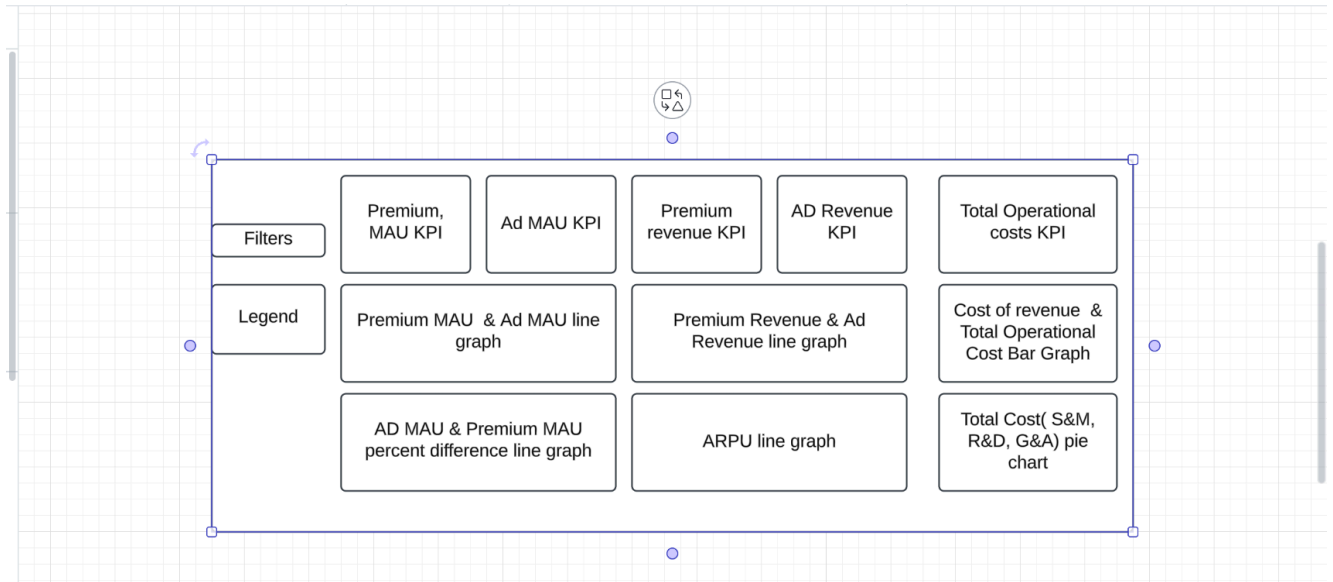 Filters
Legend
Premium,
MAU KPI
Ad MAU KPI
Premium
revenue KPI
AD Revenue
KPI
Total Operational
costs KPI
Premium MAU  & Ad MAU line
graph
Premium Revenue & Ad
Revenue line graph
Cost of revenue  &
Total Operational
Cost Bar Graph
AD MAU & Premium MAU
percent difference line graph
ARPU line graph
Total Cost( S&M,
R&D, G&A) pie
chart